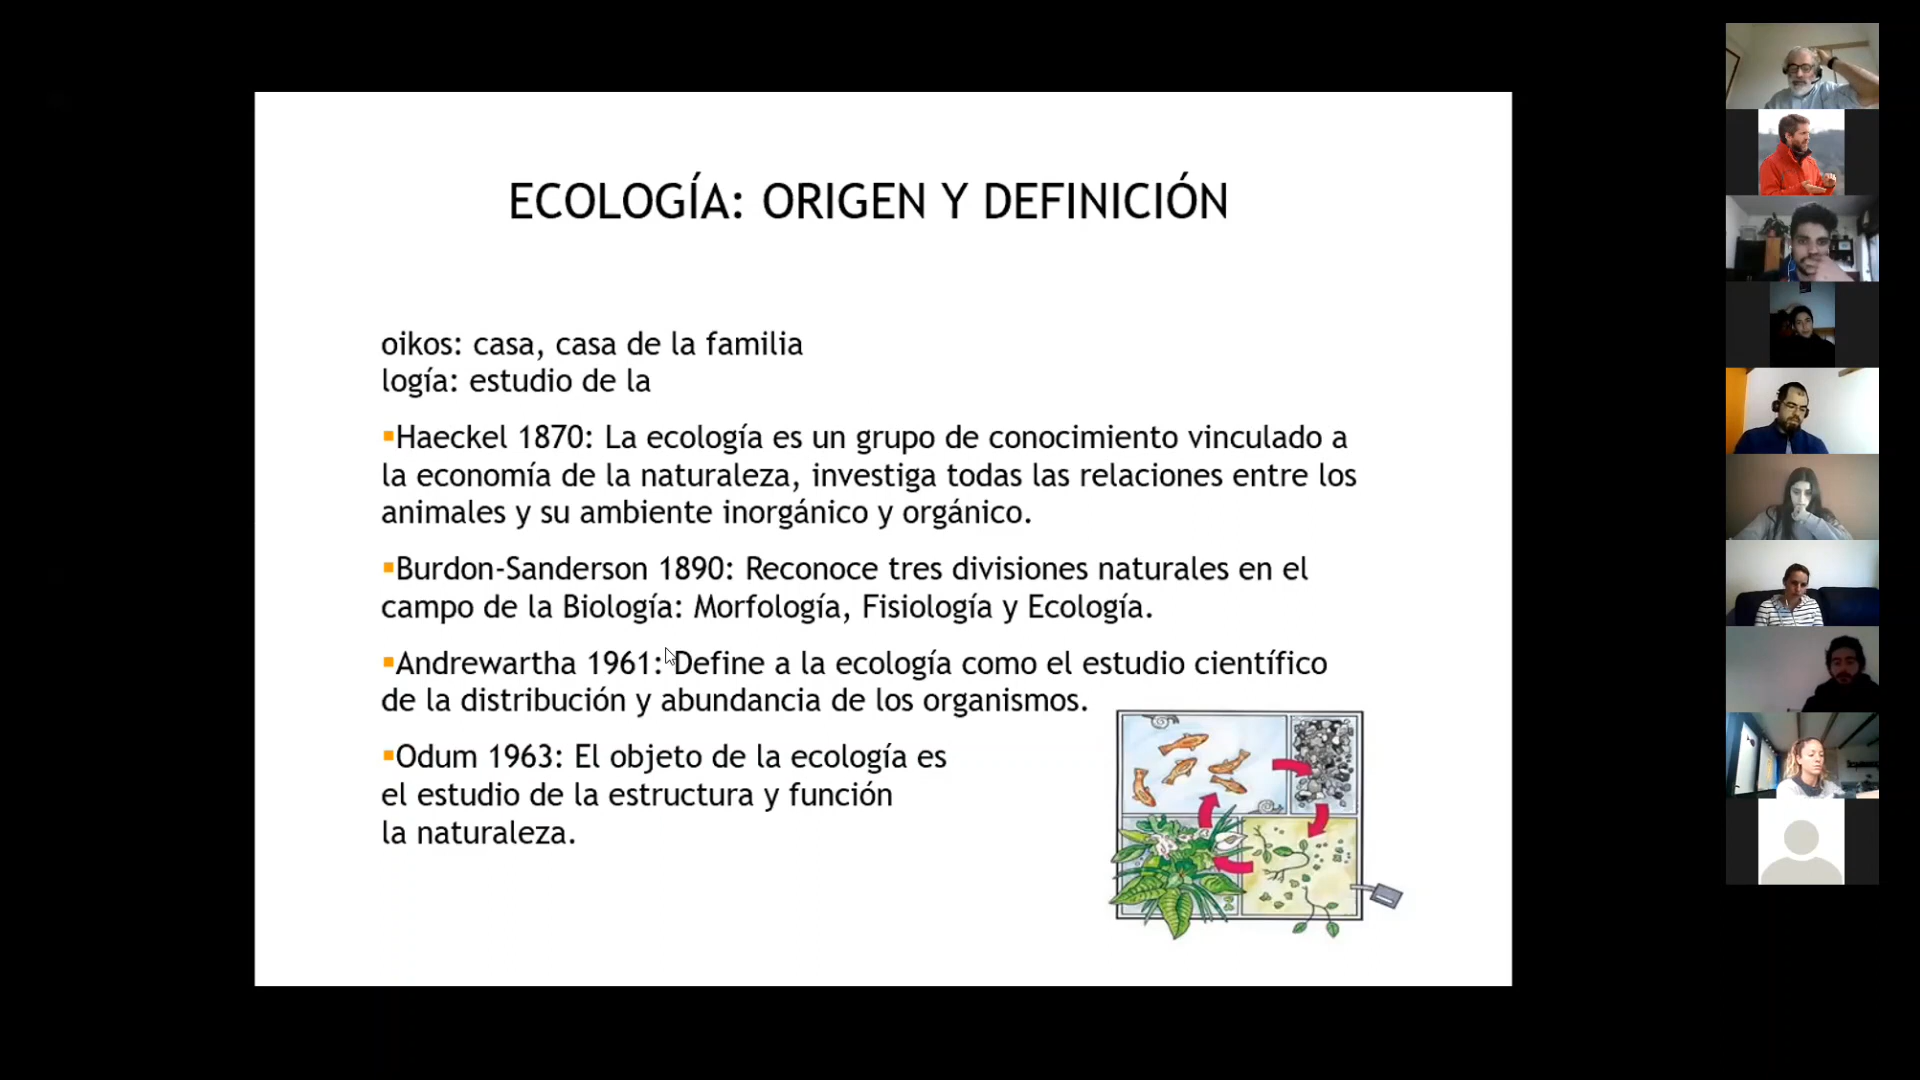 ECOLOGÍA: ORIGEN Y DEFINICIÓN
oikos: casa, casa de la familia
logía: estudio de la
▪Haeckel 1870: La ecología es un grupo de conocimiento vinculado a
la economía de la naturaleza, investiga todas las relaciones entre los
animales y su ambiente inorgánico y orgánico.
▪Burdon-Sanderson 1890: Reconoce tres divisiones naturales en el
campo de la Biología: Morfología, Fisiología y Ecología.
▪Andrewartha 1961: Define a la ecología como el estudio científico
de la distribución y abundancia de los organismos.
▪Odum 1963: El objeto de la ecología es
el estudio de la estructura y función
la naturaleza.